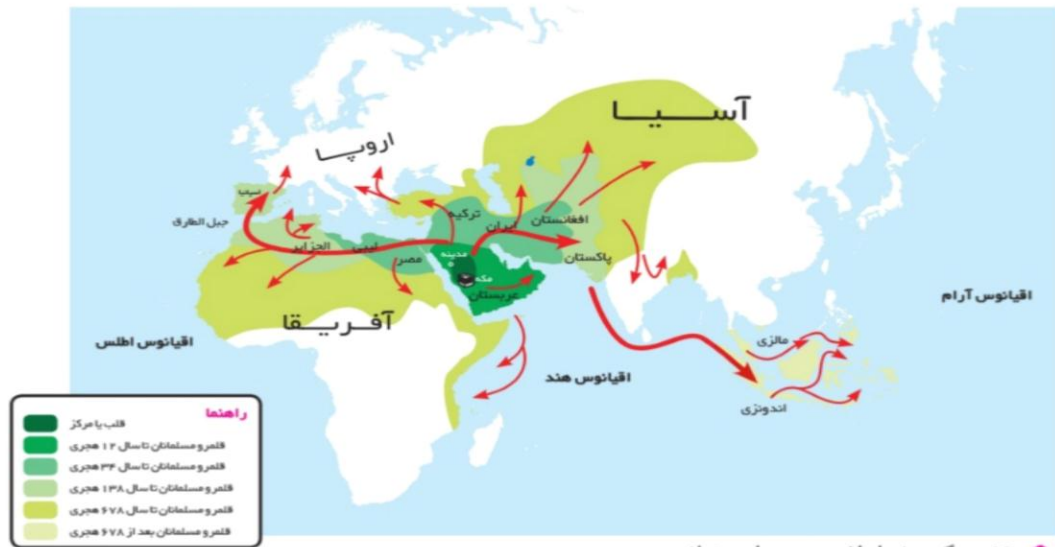 آسیا
اروپا
اسپانیا
جبل الطارق
ترکیه
ایران
افغانستان
پاکستان
الجزایر
لیبی
مصر
مدینه
مکه
عربستان
آفریقا
اقیانوس اطلس
اقیانوس هند
اقیانوس آرام
مالزی
اندونزی
راهنما
قلب یا مرکز
قلمرو مسلمانان تا سال ۱۲ هجری
قلمرو مسلمانان تا سال ۳۴ هجری
قلمرو مسلمانان تا سال ۱۳۸ هجری
قلمرو مسلمانان تا سال ۶۷۸ هجری
قلمرو مسلمانان بعد از ۶۷۸ هجری